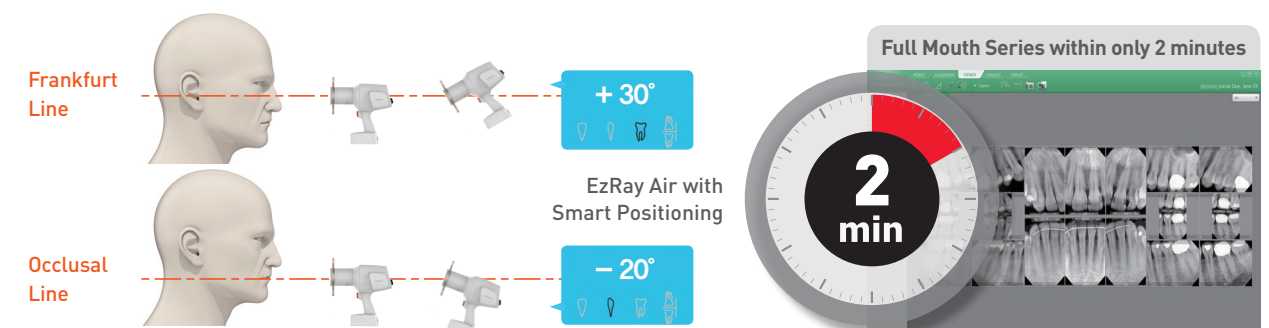 Frankfurt
Line
+ 30°
EzRay Air with
Smart Positioning
Occlusal
Line
− 20°
Full Mouth Series within only 2 minutes
2
min